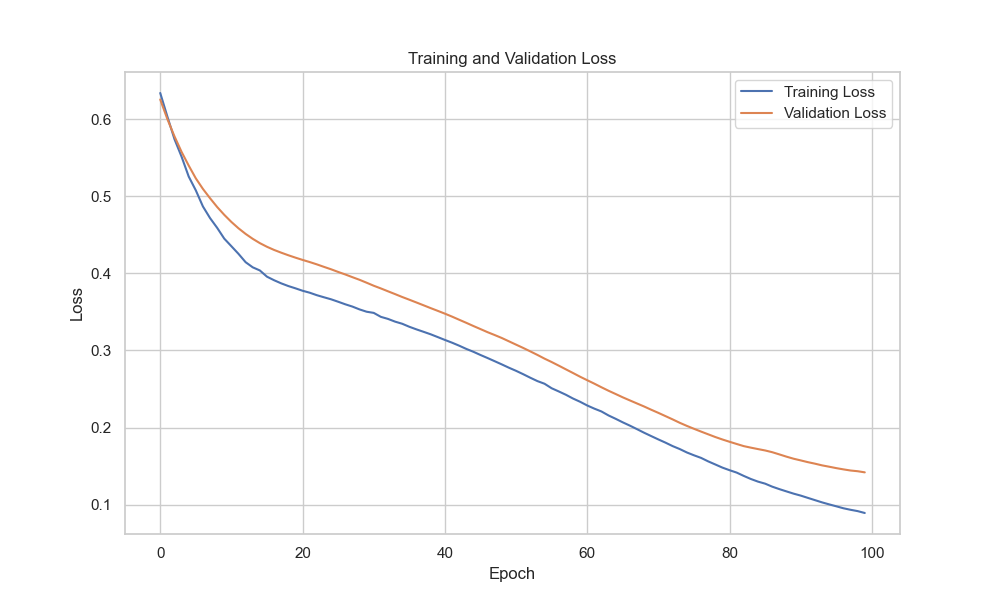 Training and Validation Loss
Training Loss
Validation Loss
0.6
0.5
0.4
0.3
0.2
0.1
Loss
0 20 40 60 80 100
Epoch